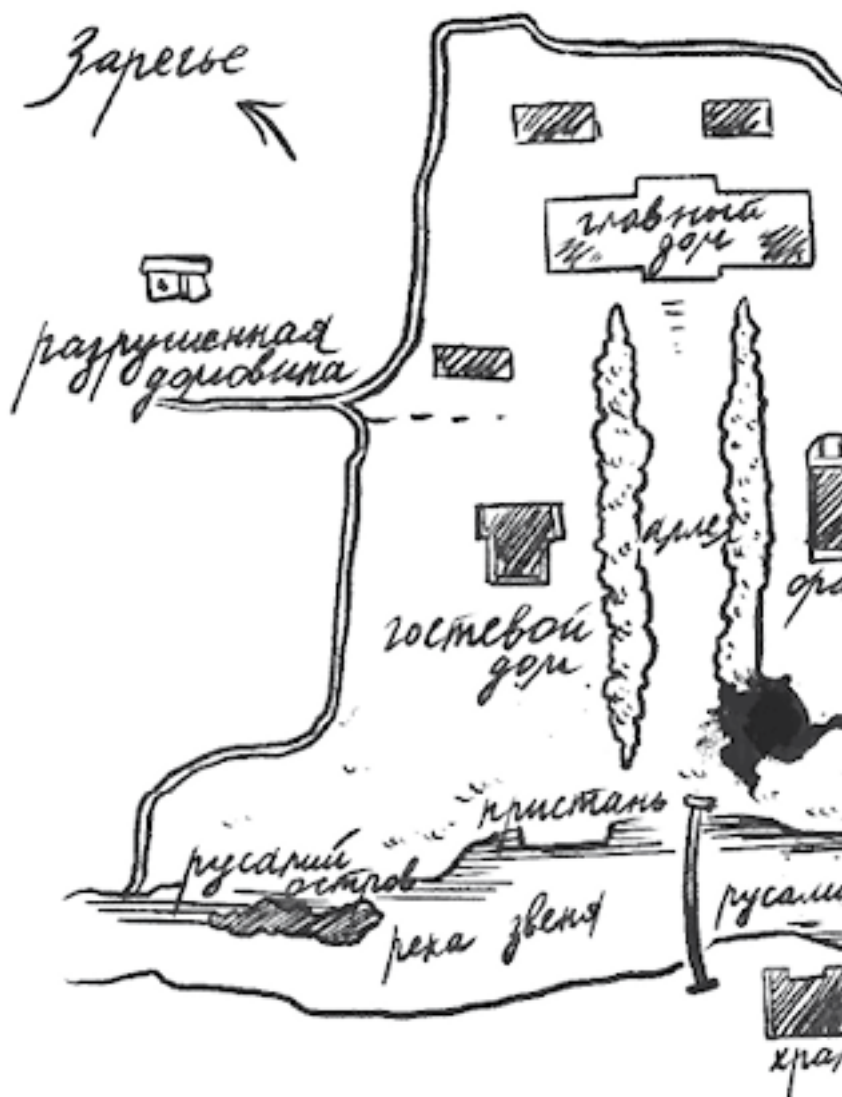 Заречье
главный
дом
разрушенная
домовина
гостевой
дом
пристань
русалий
остров
река звеня